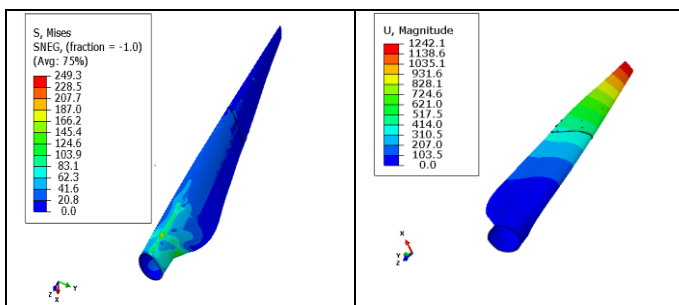 S, Mises
SNEG, (fraction = -1.0)
(Avg: 75%)
249.3
228.5
207.7
187.0
166.2
145.4
124.6
103.9
83.1
62.3
41.6
20.8
0.0
Z
Y
X
U, Magnitude
1242.1
1138.6
1035.1
931.6
828.1
724.6
621.0
517.5
414.0
310.5
207.0
103.5
0.0
X
Y
Z